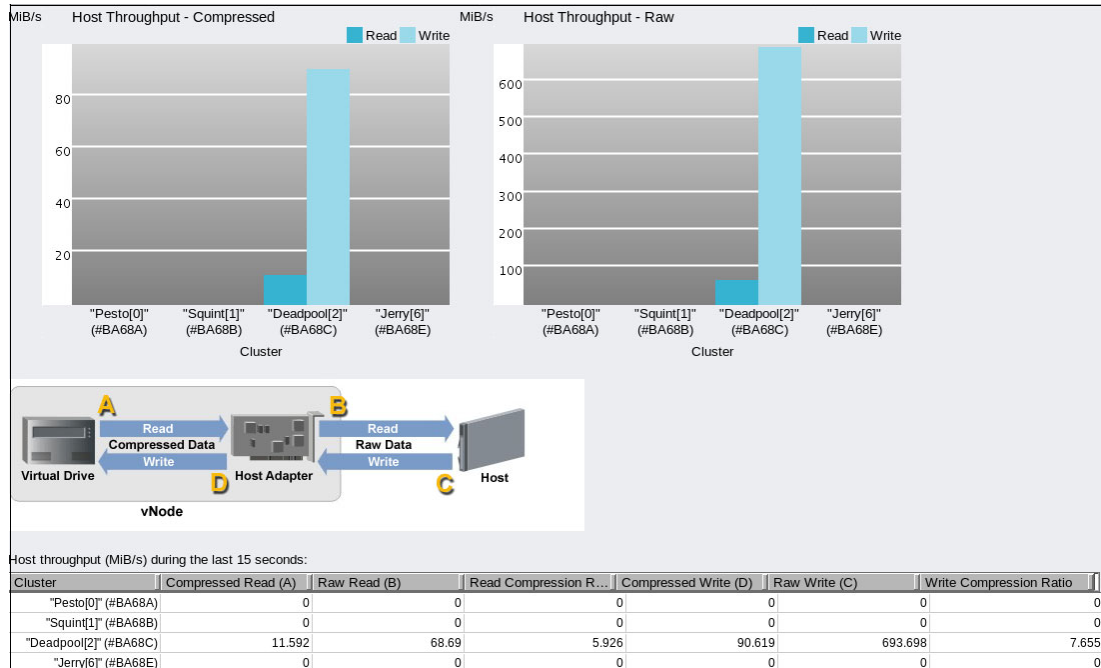 MiB/s Host Throughput - Compressed
Read Write
80
60
40
20
"Pesto[0]" "Squint[1]" "Deadpool[2]" "Jerry[6]"
(#BA68A) (#BA68B) (#BA68C) (#BA68E)
Cluster
MiB/s Host Throughput - Raw
Read Write
600
500
400
300
200
100
"Pesto[0]" "Squint[1]" "Deadpool[2]" "Jerry[6]"
(#BA68A) (#BA68B) (#BA68C) (#BA68E)
Cluster
A B
Read Read
Compressed Data Raw Data
Write Write
Virtual Drive D Host Adapter C Host
vNode
Host throughput (MiB/s) during the last 15 seconds:
Cluster Compressed Read (A) Raw Read (B) Read Compression R... Compressed Write (D) Raw Write (C) Write Compression Ratio
"Pesto[0]" (#BA68A) 0 0 0 0 0 0
"Squint[1]" (#BA68B) 0 0 0 0 0 0
"Deadpool[2]" (#BA68C) 11.592 68.69 5.926 90.619 693.698 7.655
"Jerry[6]" (#BA68E) 0 0 0 0 0 0